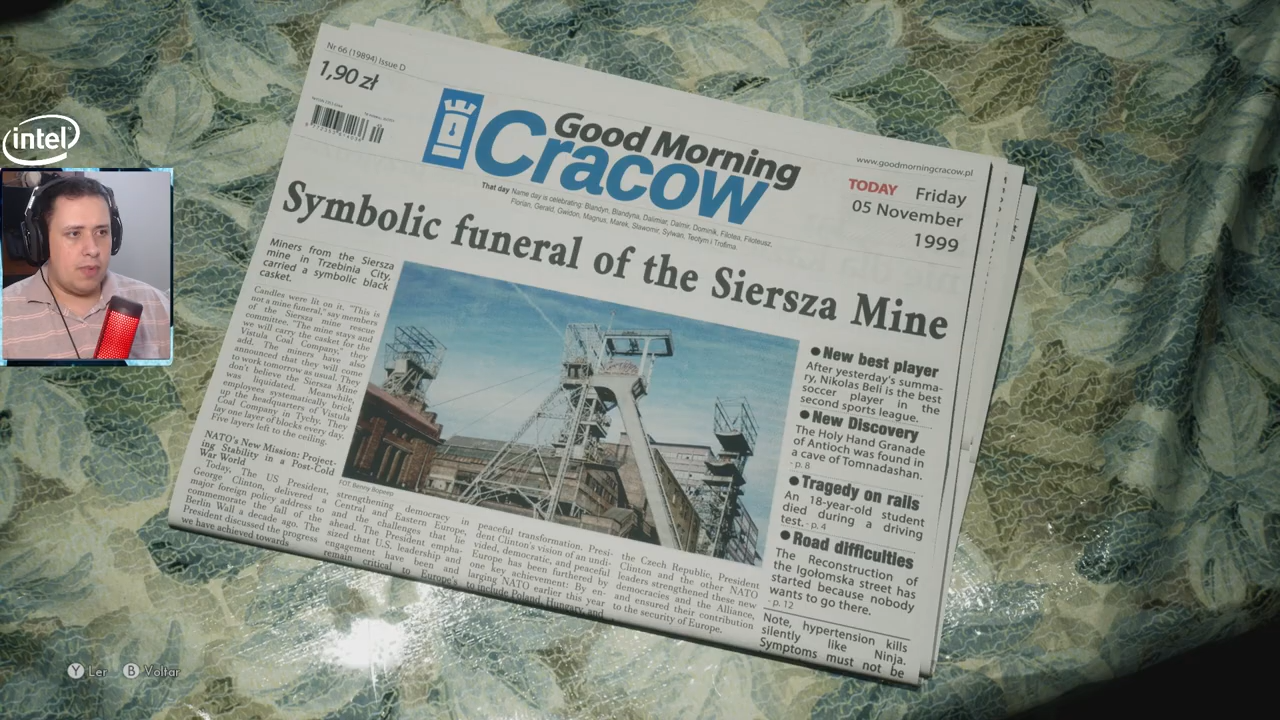 Nr 66 (19894) Issue D
1,90 zł
intel
Good Morning
Cracow
www.goodmorningcracow.pl
TODAY Friday
05 November
1999
That day Name day is celebrating: Blandyn, Blandyna, Dalimiar, Dalmir, Dominik, Filotea, Filoteusz,
Florian, Gerald, Gwidon, Magnus, Marek, Sławomir, Sylwan, Teotym i Trofima.
Symbolic funeral of the Siersza Mine
Miners from the Siersza
mine in Trzebinia City,
carried a symbolic black
casket.
Candles were lit on it. "This is
not a mine funeral," say members
of the Siersza mine rescue
committee. "The mine stays and
we will carry the casket for the
Vistula Coal Company," they
add. The miners have also
announced that they will come
to work tomorrow as usual. They
don't believe the Siersza Mine
was liquidated. Meanwhile,
employees systematically brick
up the headquarters of Vistula
Coal Company in Tychy. They
lay one layer of blocks every day.
Five layers left to the ceiling.
NATO's New Mission: Project-
ing Stability in a Post-Cold
War World
Today, The US President,
George Clinton, delivered a
major foreign policy address to
commemorate the fall of the
Berlin Wall a decade ago. The
President discussed the progress
we have achieved towards
FOT. Benny Bopeep
strengthening democracy in
Central and Eastern Europe,
and the challenges that lie
ahead. The President empha-
sized that U.S. leadership and
engagement have been and
remain critical to Europe's
peaceful transformation. Presi-
dent Clinton's vision of an undi-
vided, democratic, and peaceful
Europe has been furthered by
one key achievement: By en-
larging NATO earlier this year
to include Poland, Hungary, and
the Czech Republic, President
Clinton and the other NATO
leaders strengthened these new
democracies and the Alliance,
and ensured their contribution
to the security of Europe.
●New best player
After yesterday's summa-
ry, Nikolas Beli is the best
soccer player in the
second sports league.
●New Discovery
The Holy Hand Granade
of Antioch was found in
a cave of Tomnadashan.
- p. 8
●Tragedy on rails
An 18-year-old student
died during a driving
test. - p. 4
●Road difficulties
The Reconstruction of
the Igołomska street has
started because nobody
wants to go there.
- p. 12
Note, hypertension kills
silently like Ninja.
Symptoms must not be
Y Ler B Voltar